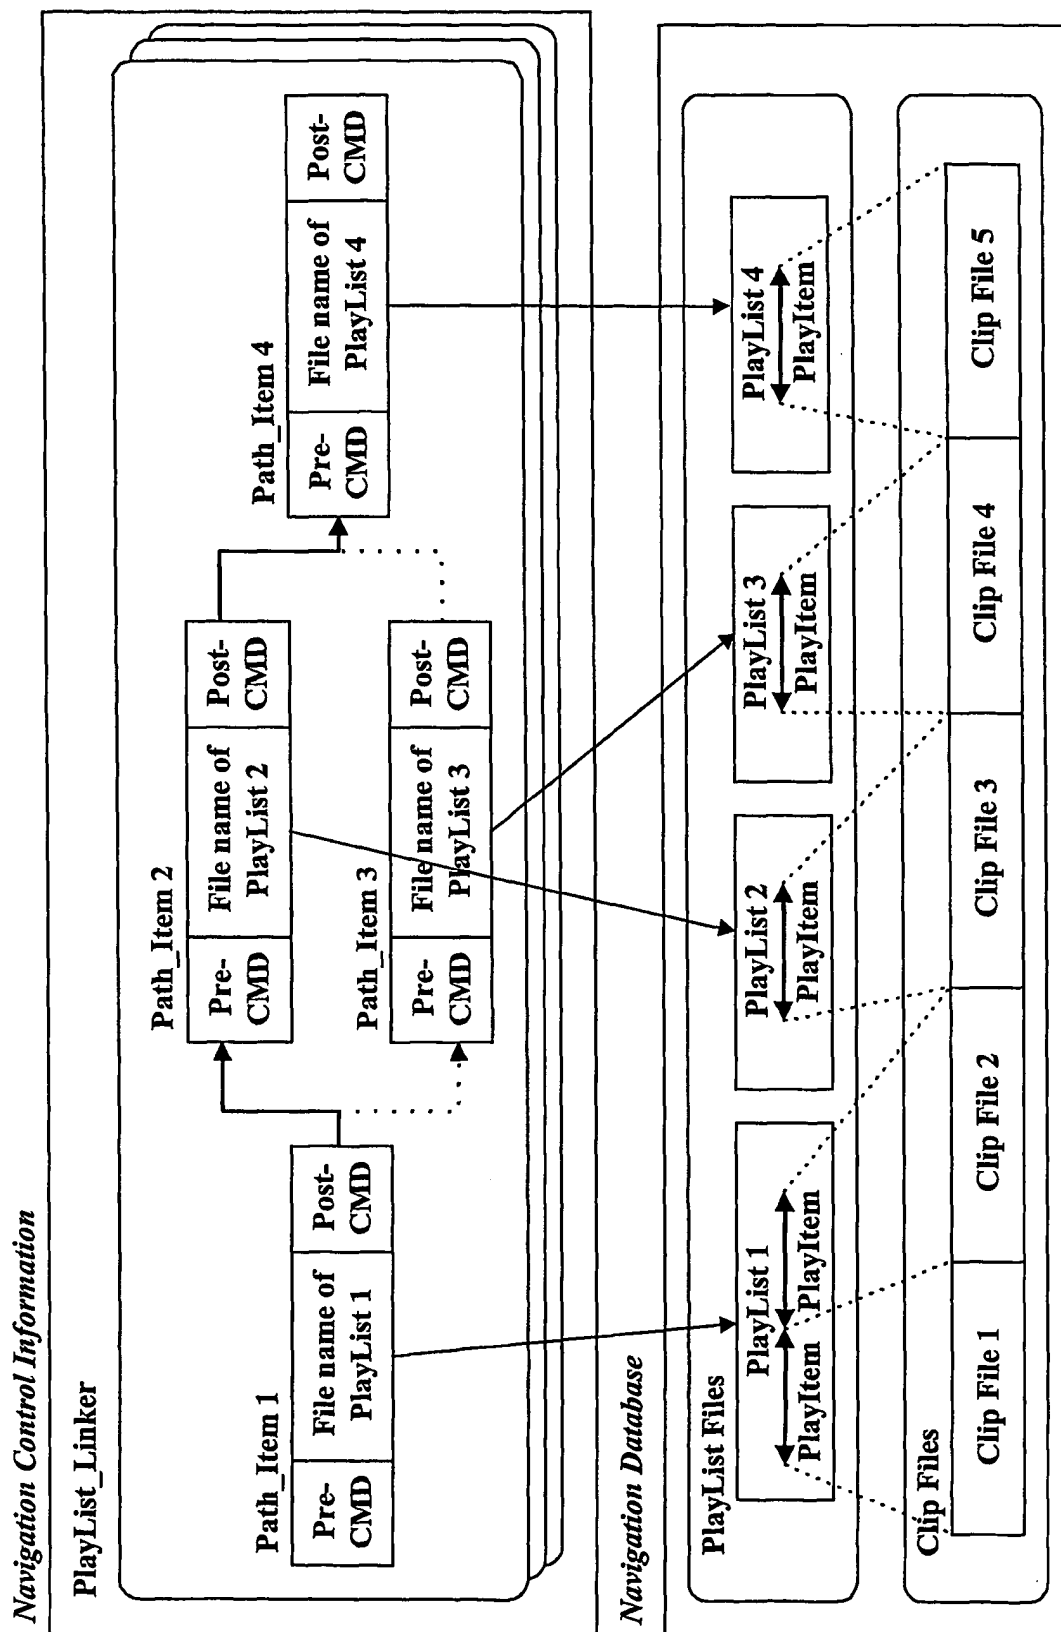 Navigation Control Information
PlayList_Linker
Path_Item 1
Pre-
CMD
File name of
PlayList 1
Post-
CMD
Path_Item 2
Pre-
CMD
File name of
PlayList 2
Post-
CMD
Path_Item 3
Pre-
CMD
File name of
PlayList 3
Post-
CMD
Path_Item 4
Pre-
CMD
File name of
PlayList 4
Post-
CMD
Navigation Database
PlayList Files
PlayList 1
PlayItem PlayItem
PlayList 2
PlayItem
PlayList 3
PlayItem
PlayList 4
PlayItem
Clip Files
Clip File 1
Clip File 2
Clip File 3
Clip File 4
Clip File 5